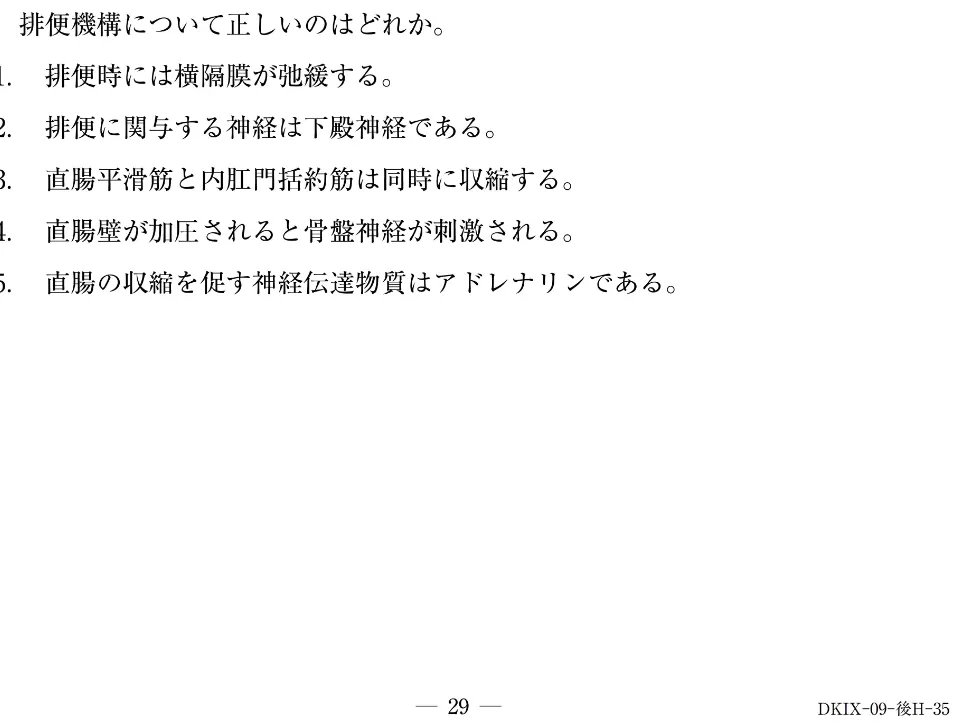 排便機構について正しいのはどれか。
1. 排便時には横隔膜が弛緩する。
2. 排便に関与する神経は下殿神経である。
3. 直腸平滑筋と内肛門括約筋は同時に収縮する。
4. 直腸壁が加圧されると骨盤神経が刺激される。
5. 直腸の収縮を促す神経伝達物質はアドレナリンである。
— 29 —
DKIX-09-後H-35